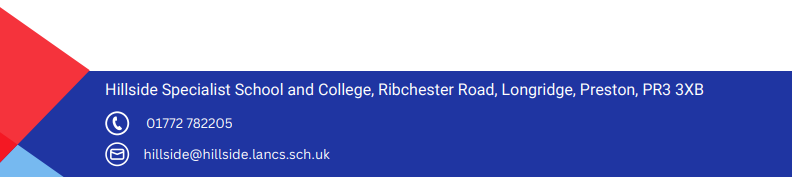 Hillside Specialist School and College, Ribchester Road, Longridge, Preston, PR3 3XB
01772 782205
hillside@hillside.lancs.sch.uk